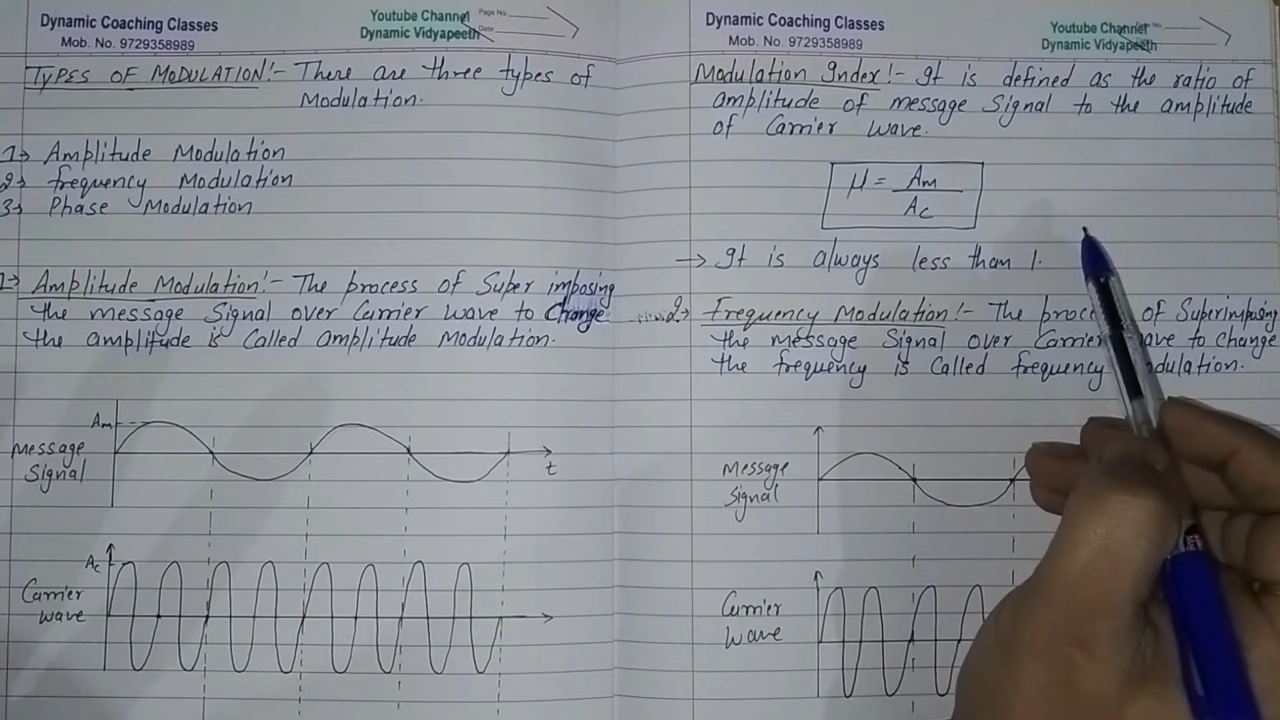 Dynamic Coaching Classes
Mob. No. 9729358989
Youtube Channel
Dynamic Vidyapeeth
Page No.
Date
TYPES OF MODULATION!- There are three types of
Modulation.
1→ Amplitude Modulation
2→ frequency Modulation
3→ Phase Modulation
1→ Amplitude Modulation!- The process of Super imposing
the message Signal over Carrier wave to Change
the amplitude is Called amplitude Modulation.
Am
Message
Signal
t
Ac
Carrier
wave
Dynamic Coaching Classes
Mob. No. 9729358989
Youtube Channel
Dynamic Vidyapeeth
Modulation Index!- It is defined as the ratio of
amplitude of message Signal to the amplitude
of Carrier wave.
μ = Am
Ac
→ It is always less than 1.
2→ Frequency Modulation!- The of Superimposing
the message Signal over Carrier to Change
the frequency is Called frequency
Message
Signal
Carrier
wave